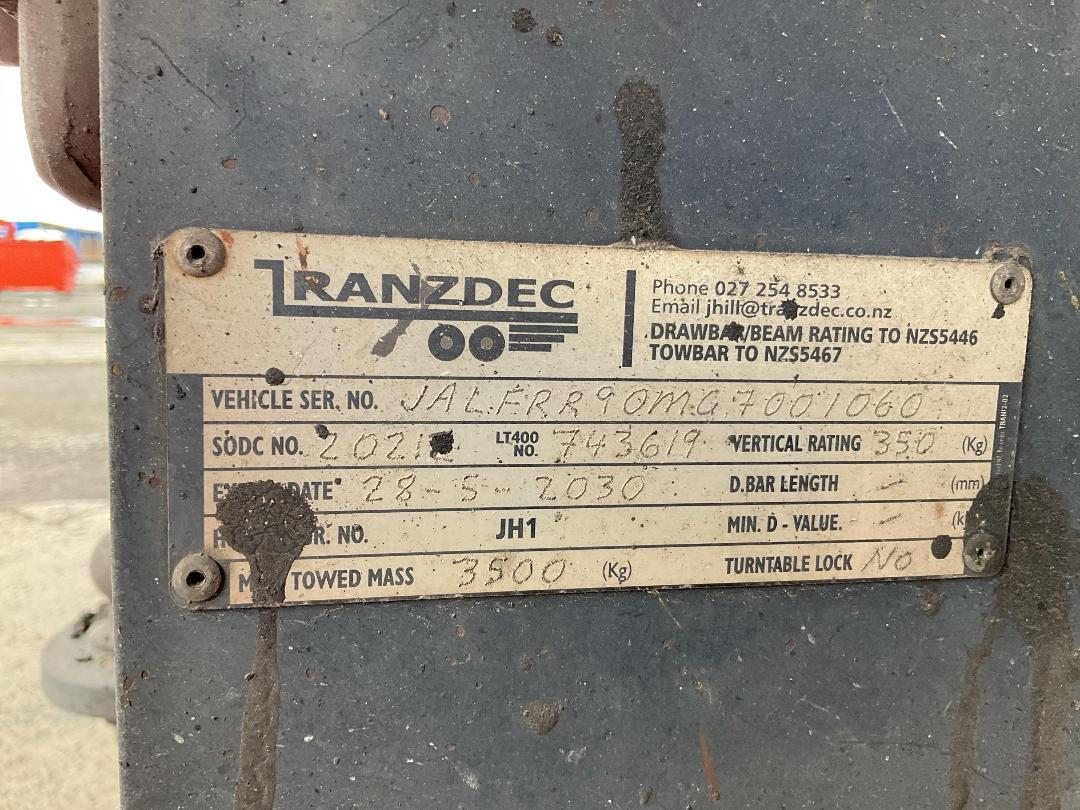 TRANZDEC
Phone 027 254 8533
Email jhill@tranzdec.co.nz
DRAWBAR/BEAM RATING TO NZS5446
TOWBAR TO NZS5467
VEHICLE SER. NO. JALFRR90MG7001060
SODC NO. LT400 NO. 743619 VERTICAL RATING 350 (Kg)
DATE 28-5-2030 D.BAR LENGTH - (mm)
NO. JH1 MIN. D - VALUE. -
TOWED MASS 3500 (Kg) TURNTABLE LOCK NO